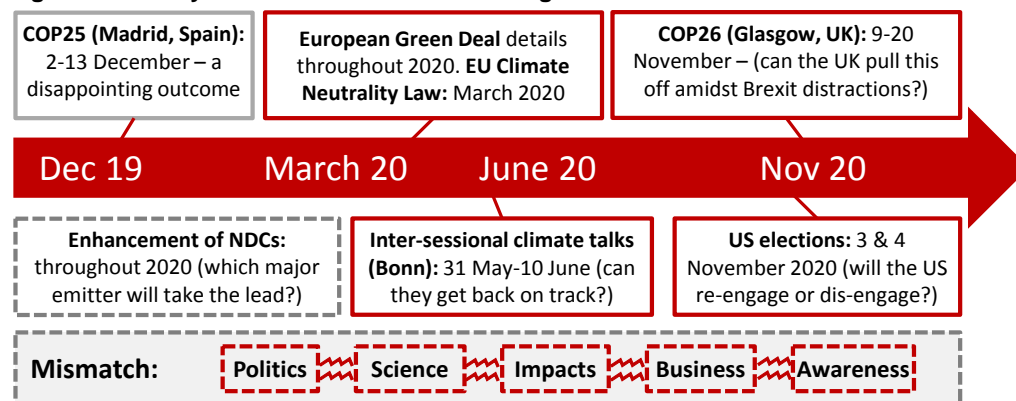 COP25 (Madrid, Spain):
2-13 December – a
disappointing outcome
European Green Deal details
throughout 2020. EU Climate
Neutrality Law: March 2020
COP26 (Glasgow, UK): 9-20
November – (can the UK pull this
off amidst Brexit distractions?)
Dec 19
March 20
June 20
Nov 20
Enhancement of NDCs:
throughout 2020 (which major
emitter will take the lead?)
Inter-sessional climate talks
(Bonn): 31 May-10 June (can
they get back on track?)
US elections: 3 & 4
November 2020 (will the US
re-engage or dis-engage?)
Mismatch:
Politics
Science
Impacts
Business
Awareness